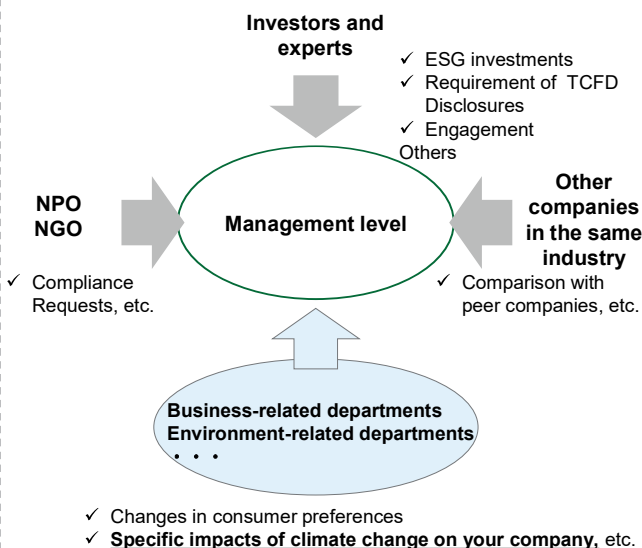 Investors and
experts
✓ ESG investments
✓ Requirement of TCFD
Disclosures
✓ Engagement
Others
NPO
NGO
✓ Compliance
Requests, etc.
Management level
Other
companies
in the same
industry
✓ Comparison with
peer companies, etc.
Business-related departments
Environment-related departments
・・・
✓ Changes in consumer preferences
✓ Specific impacts of climate change on your company, etc.